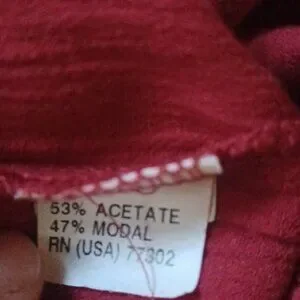 53% ACETATE
47% MODAL
RN (USA) 77302